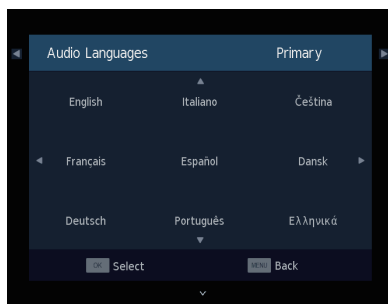 Audio Languages Primary
English Italiano Čeština
Français Español Dansk
Deutsch Português Ελληνικά
OK Select MENU Back